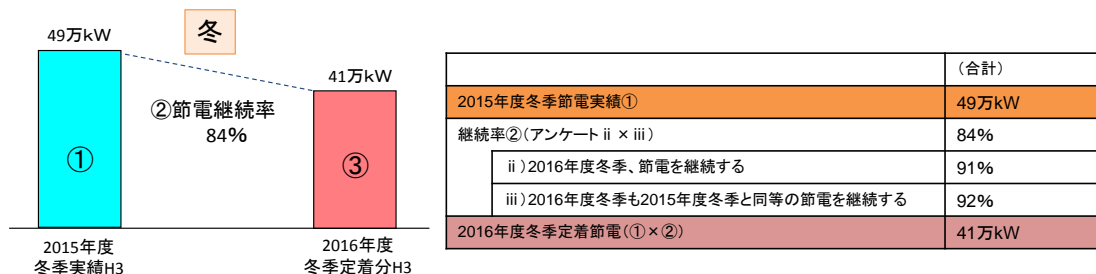 冬
49万kW
41万kW
②節電継続率
84%
①
③
2015年度
冬季実績H3
2016年度
冬季定着分H3
(合計)
2015年度冬季節電実績① 49万kW
継続率②(アンケートⅱ × ⅲ) 84%
ⅱ)2016年度冬季、節電を継続する 91%
ⅲ)2016年度冬季も2015年度冬季と同等の節電を継続する 92%
2016年度冬季定着節電(①×②) 41万kW